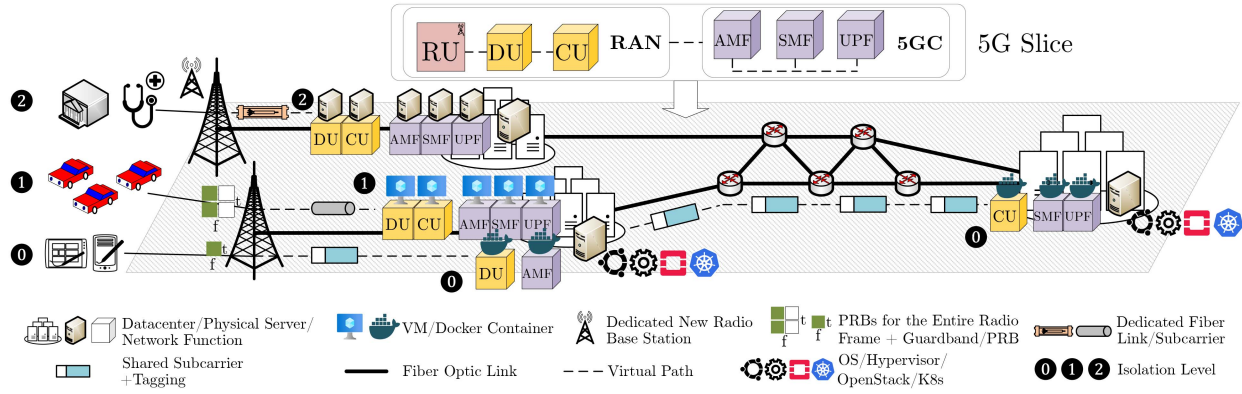 RU
DU
CU
RAN
AMF
SMF
UPF
5GC
5G Slice
2
2
DU
CU
AMF
SMF
UPF
1
t
f
1
DU
CU
AMF
SMF
UPF
0
t
f
0
DU
AMF
0
CU
SMF
UPF
Datacenter/Physical Server/
Network Function
VM/Docker Container
Dedicated New Radio
Base Station
t
f
t
f
PRBs for the Entire Radio
Frame + Guardband/PRB
Dedicated Fiber
Link/Subcarrier
Shared Subcarrier
+Tagging
Fiber Optic Link
Virtual Path
OS/Hypervisor/
OpenStack/K8s
0 1 2 Isolation Level